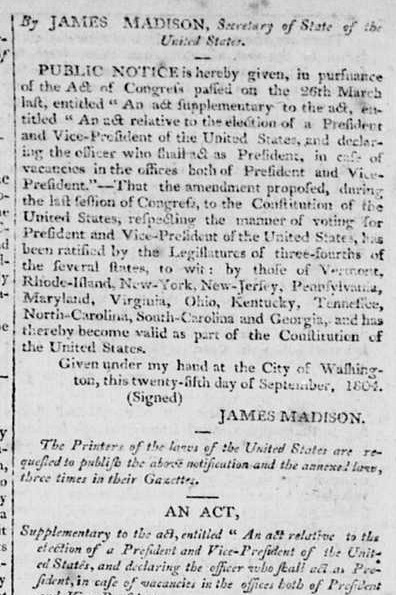 By JAMES MADISON, Secretary of State of the
United States.
PUBLIC NOTICE is hereby given, in pursuance
of the Act of Congreſs paſſed on the 26th March
laſt, entitled “ An act ſupplementary to the act, en-
titled “ An act relative to the election of a Preſident
and Vice-Preſident of the United States, and declar-
ing the officer who ſhall act as Preſident, in caſe of
vacancies in the offices both of Preſident and Vice-
Preſident.”—That the amendment propoſed, during
the laſt ſeſſion of Congreſs, to the Conſtitution of the
United States, reſpecting the manner of voting for
Preſident and Vice-Preſident of the United States, has
been ratified by the Legiſlatures of three-fourths of
the ſeveral ſtates, to wit: by thoſe of Vermont,
Rhode-Iſland, New-York, New-Jerſey, Pennſylvania,
Maryland, Virginia, Ohio, Kentucky, Tenneſſee,
North-Carolina, South-Carolina and Georgia, and has
thereby become valid as part of the Conſtitution of
the United States.
Given under my hand at the City of Waſhing-
ton, this twenty-fifth day of September, 1804.
(Signed)
JAMES MADISON.
The Printers of the laws of the United States are re-
queſted to publiſh the above notification and the annexed law,
three times in their Gazettes.
AN ACT,
Supplementary to the act, entitled “ An act relative to the
election of a Preſident and Vice-Preſident of the Unit-
ed States, and declaring the officer who ſhall act as Pre-
ſident, in caſe of vacancies in the offices both of Preſident